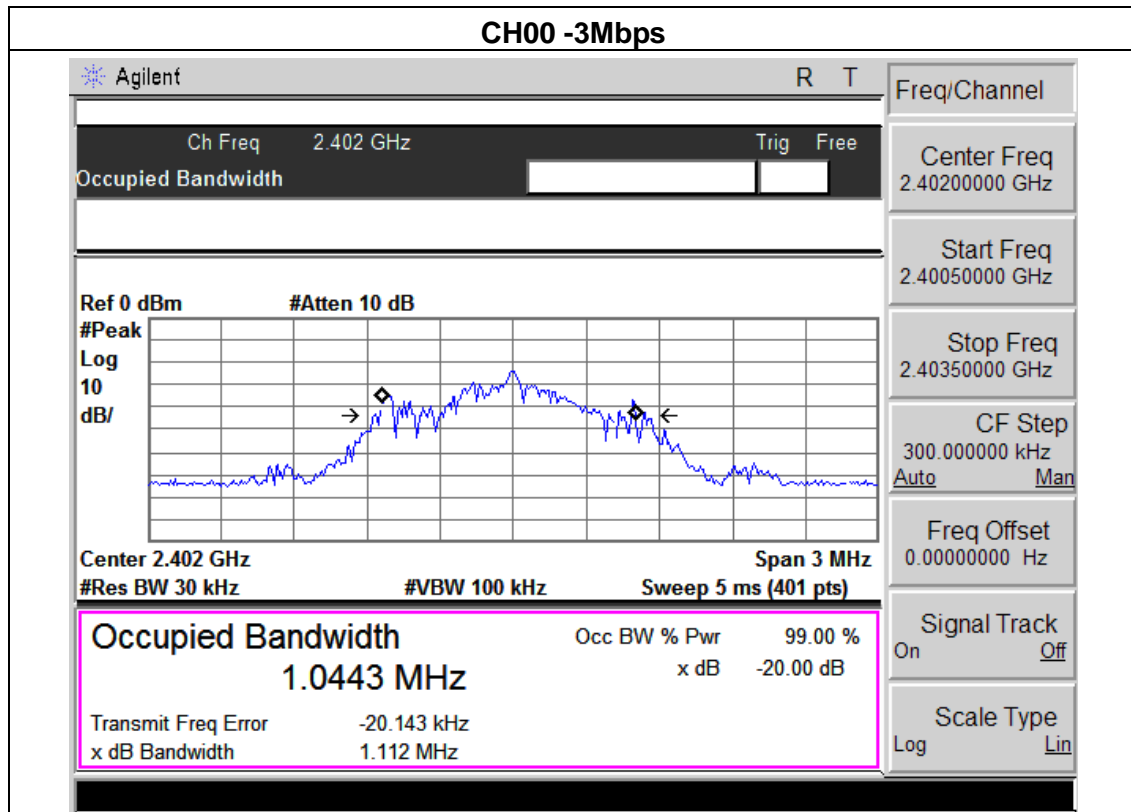 CH00 -3Mbps
Agilent R T
Ch Freq 2.402 GHz Trig Free
Occupied Bandwidth
Ref 0 dBm #Atten 10 dB
#Peak
Log
10
dB/
Center 2.402 GHz Span 3 MHz
#Res BW 30 kHz #VBW 100 kHz Sweep 5 ms (401 pts)
Occupied Bandwidth Occ BW % Pwr 99.00 %
1.0443 MHz x dB -20.00 dB
Transmit Freq Error -20.143 kHz
x dB Bandwidth 1.112 MHz
Freq/Channel
Center Freq
2.40200000 GHz
Start Freq
2.40050000 GHz
Stop Freq
2.40350000 GHz
CF Step
300.000000 kHz
Auto Man
Freq Offset
0.00000000 Hz
Signal Track
On Off
Scale Type
Log Lin